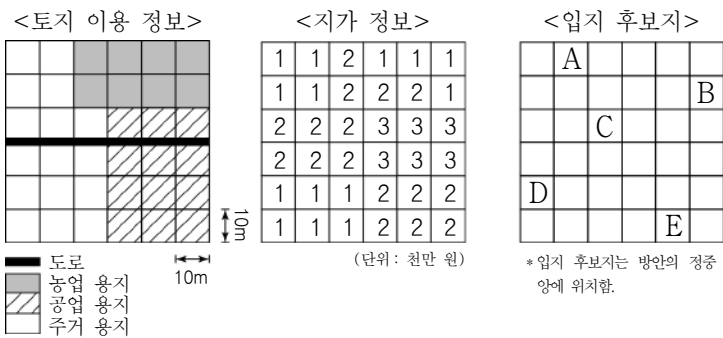 <토지 이용 정보>
<지가 정보>
<입지 후보지>
1 1 2 1 1 1
1 1 2 2 2 1
2 2 2 3 3 3
2 2 2 3 3 3
1 1 1 2 2 2
1 1 1 2 2 2
A
B
C
D
E
10m
10m
도로
농업 용지
공업 용지
주거 용지
(단위: 천만 원)
*입지 후보지는 방안의 정중
앙에 위치함.